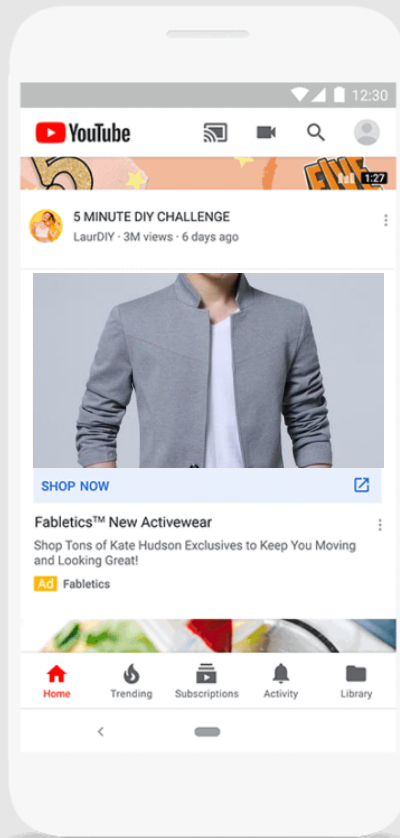 12:30
YouTube
5
FIVE
1:27
5 MINUTE DIY CHALLENGE
LaurDIY · 3M views · 6 days ago
SHOP NOW
Fabletics™ New Activewear
Shop Tons of Kate Hudson Exclusives to Keep You Moving
and Looking Great!
Ad Fabletics
Home Trending Subscriptions Activity Library